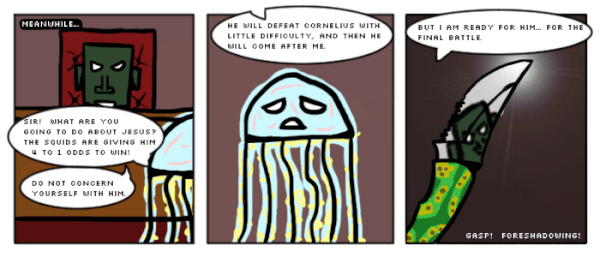 MEANWHILE...
SIR! WHAT ARE YOU
GOING TO DO ABOUT JESUS?
THE SQUIDS ARE GIVING HIM
4 TO 1 ODDS TO WIN!
DO NOT CONCERN
YOURSELF WITH HIM.
HE WILL DEFEAT CORNELIUS WITH
LITTLE DIFFICULTY, AND THEN HE
WILL COME AFTER ME.
BUT I AM READY FOR HIM... FOR THE
FINAL BATTLE.
GASP! FORESHADOWING!